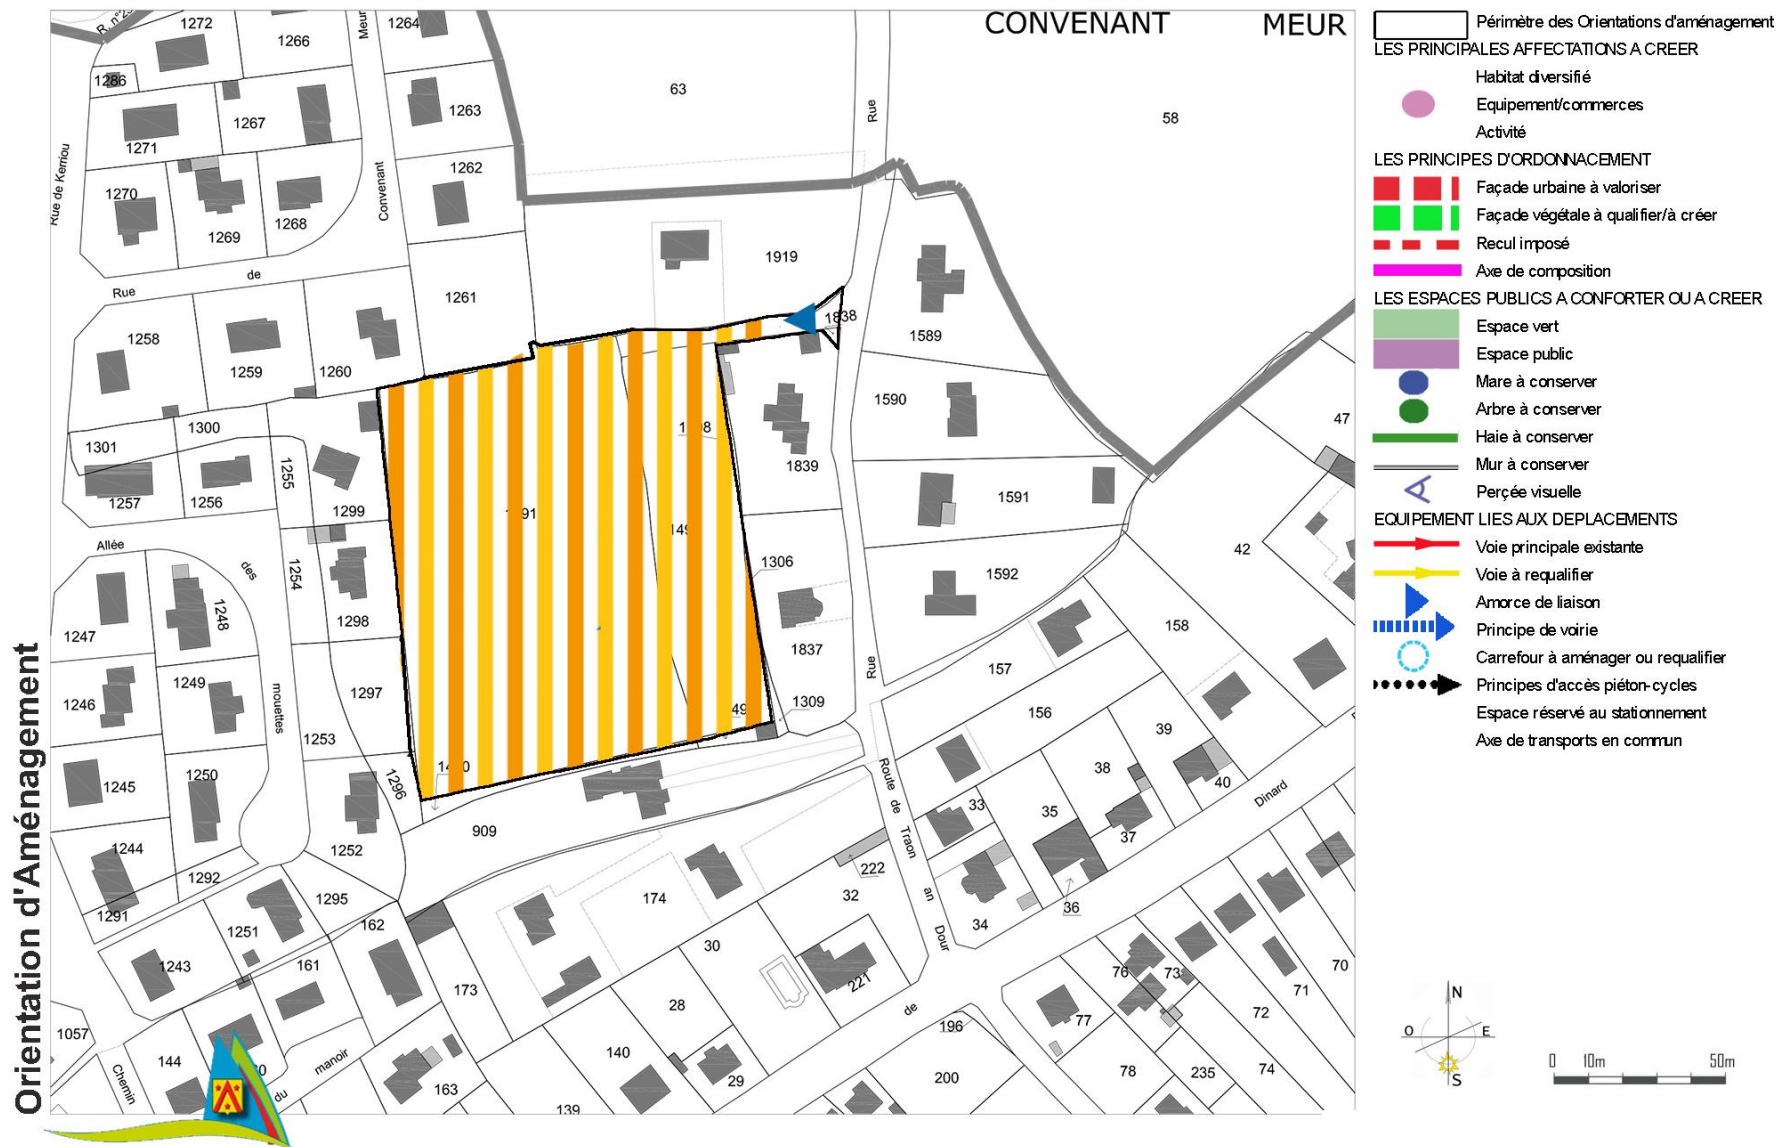 CONVENANT MEUR
R. n°23
1272
1266
Meur
1264
63
Rue
58
1286
1267
1263
1271
1262
Rue de Kerriou
1270
1269
1268
Convenant
1919
de
Rue
1261
1838
1258
1259
1260
1589
1301
1300
1590
47
1257
1256
1255
1299
1839
1591
Allée
des
1254
1306
42
1592
1247
1248
1298
1837
158
1246
1249
mouettes
1297
Rue
157
1309
156
1253
39
1245
1250
1296
Route de Traon an Dour
38
40
Dinard
33
35
37
1244
1252
909
222
1292
1291
1295
174
32
36
34
1251
162
30
1243
161
221
76
73
70
173
28
71
77
72
1057
144
de
196
Chemin
du
manoir
163
140
29
200
78
235
74
139
Orientation d'Aménagement
Périmètre des Orientations d'aménagement
LES PRINCIPALES AFFECTATIONS A CREER
Habitat diversifié
Equipement/commerces
Activité
LES PRINCIPES D'ORDONNACEMENT
Façade urbaine à valoriser
Façade végétale à qualifier/à créer
Recul imposé
Axe de composition
LES ESPACES PUBLICS A CONFORTER OU A CREER
Espace vert
Espace public
Mare à conserver
Arbre à conserver
Haie à conserver
Mur à conserver
Perçée visuelle
EQUIPEMENT LIES AUX DEPLACEMENTS
Voie principale existante
Voie à requalifier
Amorce de liaison
Principe de voirie
Carrefour à aménager ou requalifier
Principes d'accès piéton-cycles
Espace réservé au stationnement
Axe de transports en commun
N
O E
S
0 10m 50m